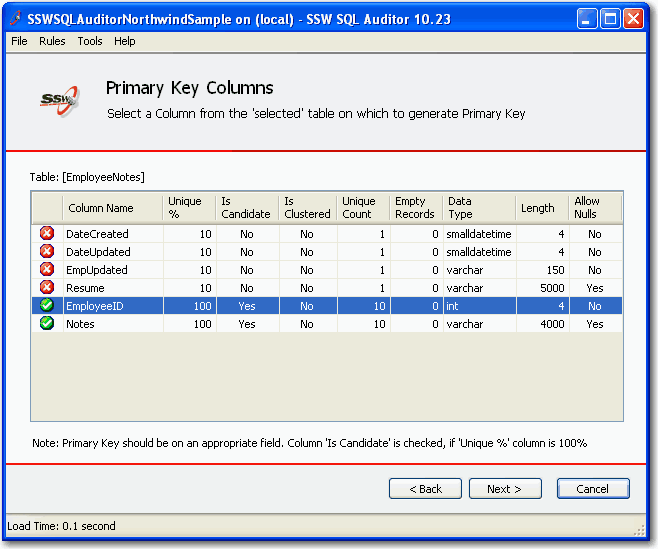 SSWSQLAuditorNorthwindSample on (local) - SSW SQL Auditor 10.23
File Rules Tools Help
SSW
Primary Key Columns
Select a Column from the 'selected' table on which to generate Primary Key
Table: [EmployeeNotes]
Column Name Unique % Is Candidate Is Clustered Unique Count Empty Records Data Type Length Allow Nulls
DateCreated 10 No No 1 0 smalldatetime 4 No
DateUpdated 10 No No 1 0 smalldatetime 4 No
EmpUpdated 10 No No 1 0 varchar 150 No
Resume 10 No No 1 0 varchar 5000 Yes
EmployeeID 100 Yes No 10 0 int 4 No
Notes 100 Yes No 10 0 varchar 4000 Yes
Note: Primary Key should be on an appropriate field. Column 'Is Candidate' is checked, if 'Unique %' column is 100%
< Back Next > Cancel
Load Time: 0.1 second